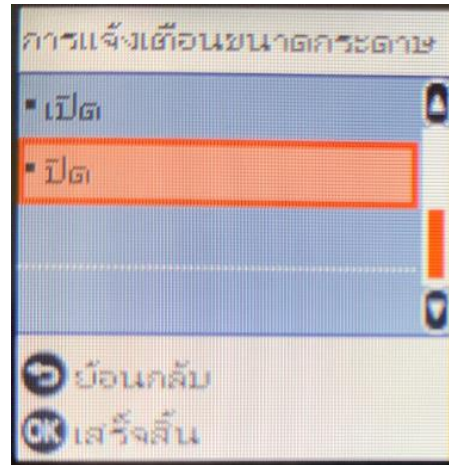 การแจ้งเตือนขนาดกระดาษ
▪ เปิด
▪ ปิด
ย้อนกลับ
OK เสร็จสิ้น